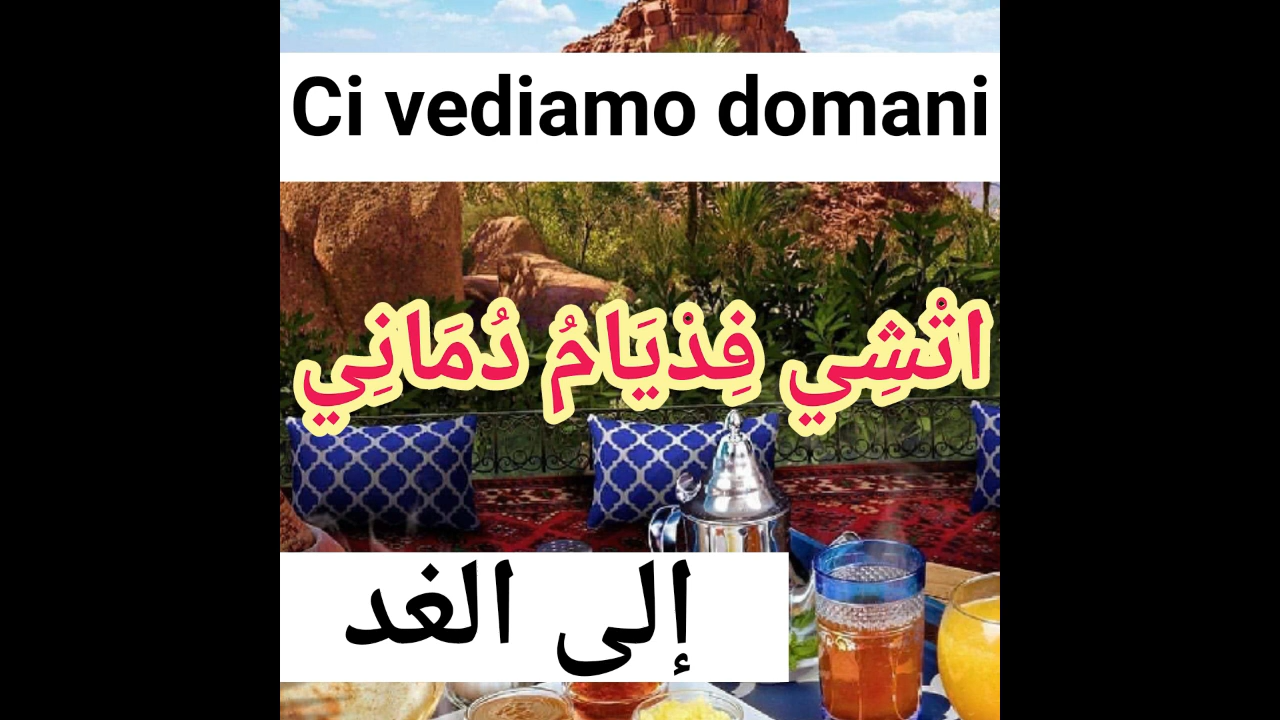 Ci vediamo domani
اتْشِي فِدْيَامُ دُمَانِي
إلى الغد